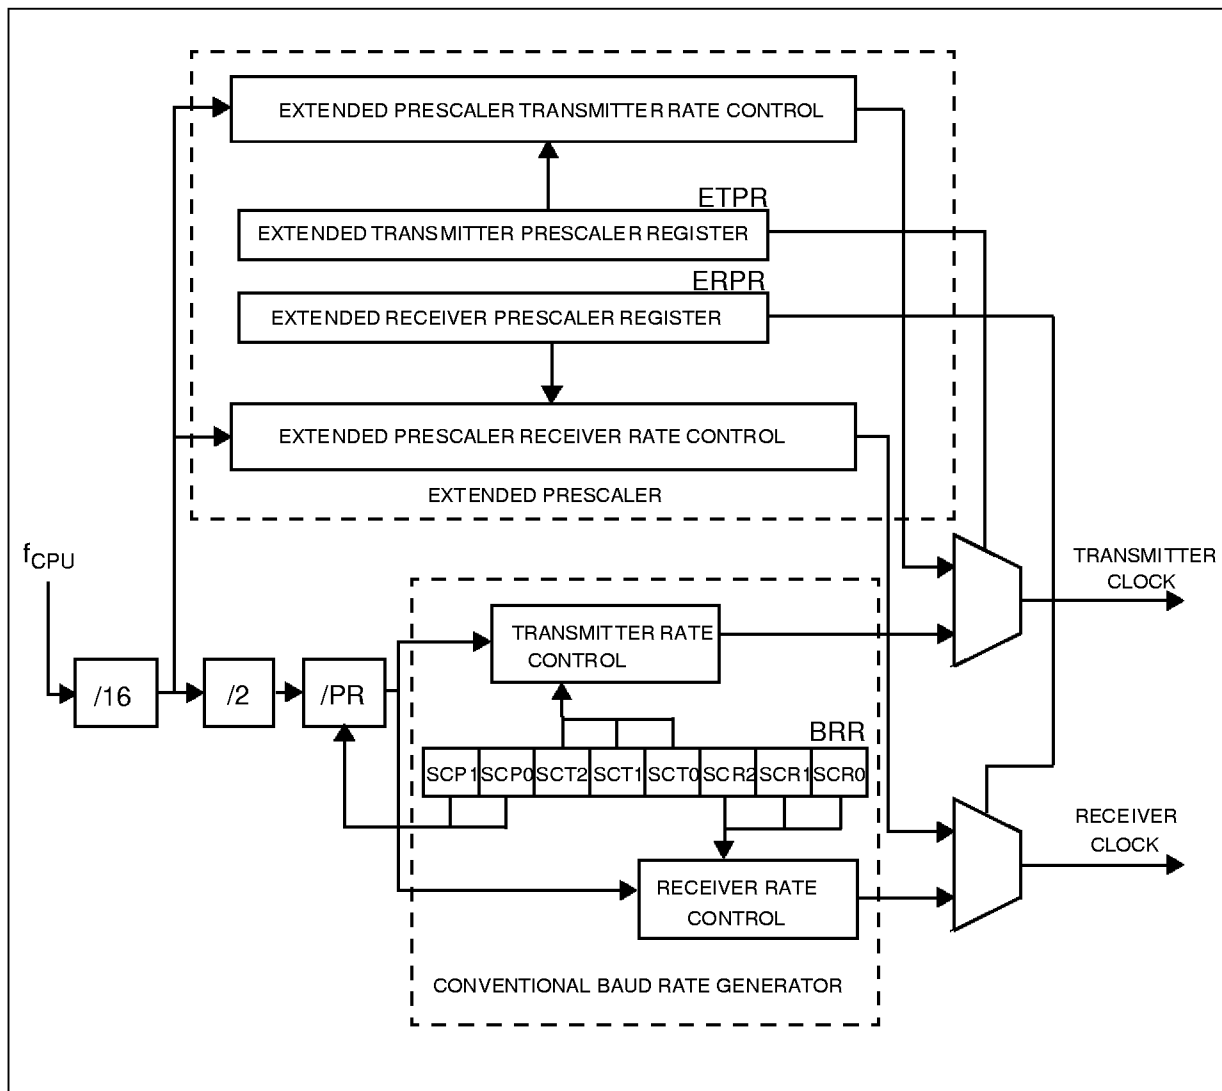 EXTENDED PRESCALER TRANSMITTER RATE CONTROL
ETPR
EXTENDED TRANSMITTER PRESCALER REGISTER
ERPR
EXTENDED RECEIVER PRESCALER REGISTER
EXTENDED PRESCALER RECEIVER RATE CONTROL
EXTENDED PRESCALER
fCPU
TRANSMITTER
CLOCK
TRANSMITTER RATE
CONTROL
/16
/2
/PR
BRR
SCP1 SCP0 SCT2 SCT1 SCT0 SCR2 SCR1 SCR0
RECEIVER
CLOCK
RECEIVER RATE
CONTROL
CONVENTIONAL BAUD RATE GENERATOR